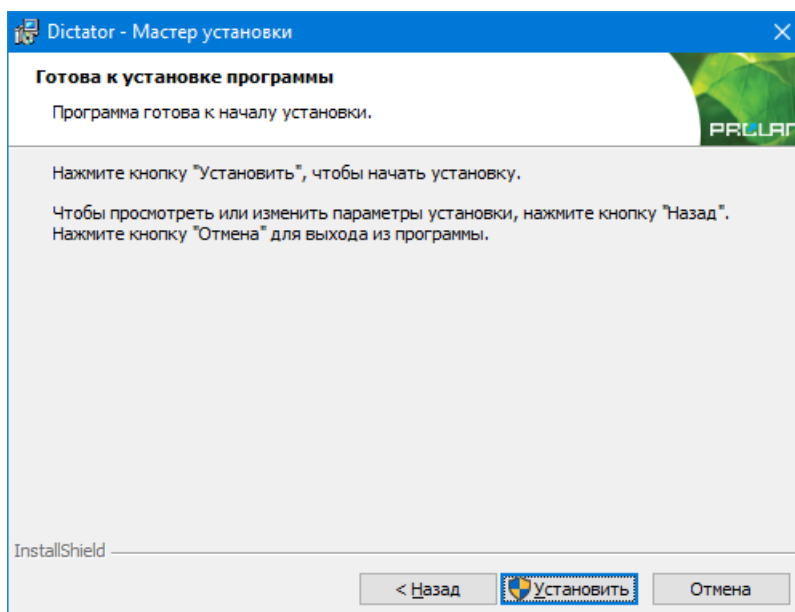 Dictator - Мастер установки
Готова к установке программы
Программа готова к началу установки.
PROLAN
Нажмите кнопку "Установить", чтобы начать установку.
Чтобы просмотреть или изменить параметры установки, нажмите кнопку "Назад".
Нажмите кнопку "Отмена" для выхода из программы.
InstallShield
< Назад
Установить
Отмена